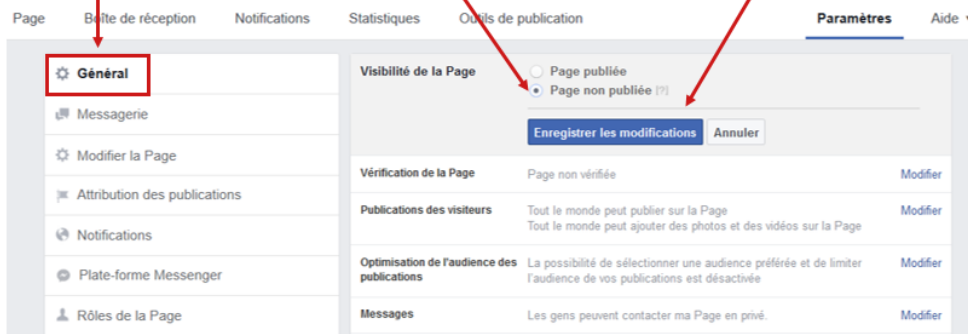 Page Boîte de réception Notifications Statistiques Outils de publication Paramètres Aide
Général
Messagerie
Modifier la Page
Attribution des publications
Notifications
Plate-forme Messenger
Rôles de la Page
Visibilité de la Page
Page publiée
Page non publiée [?]
Enregistrer les modifications Annuler
Vérification de la Page Page non vérifiée Modifier
Publications des visiteurs Tout le monde peut publier sur la Page Modifier
Tout le monde peut ajouter des photos et des vidéos sur la Page
Optimisation de l'audience des La possibilité de sélectionner une audience préférée et de limiter Modifier
publications l'audience de vos publications est désactivée
Messages Les gens peuvent contacter ma Page en privé. Modifier